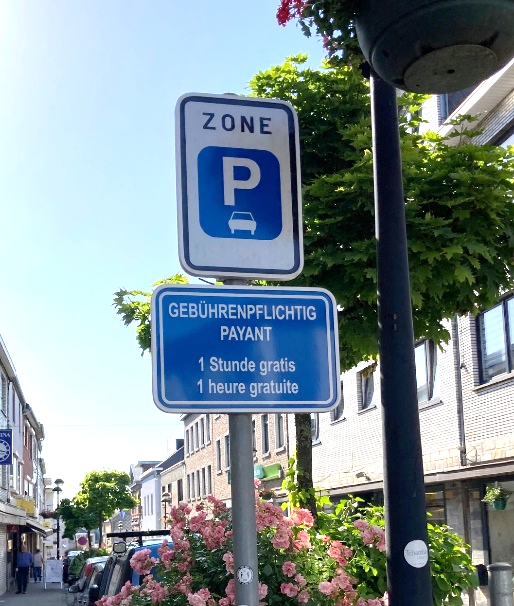 ZONE
P
GEBÜHRENPFLICHTIG
PAYANT
1 Stunde gratis
1 heure gratuite